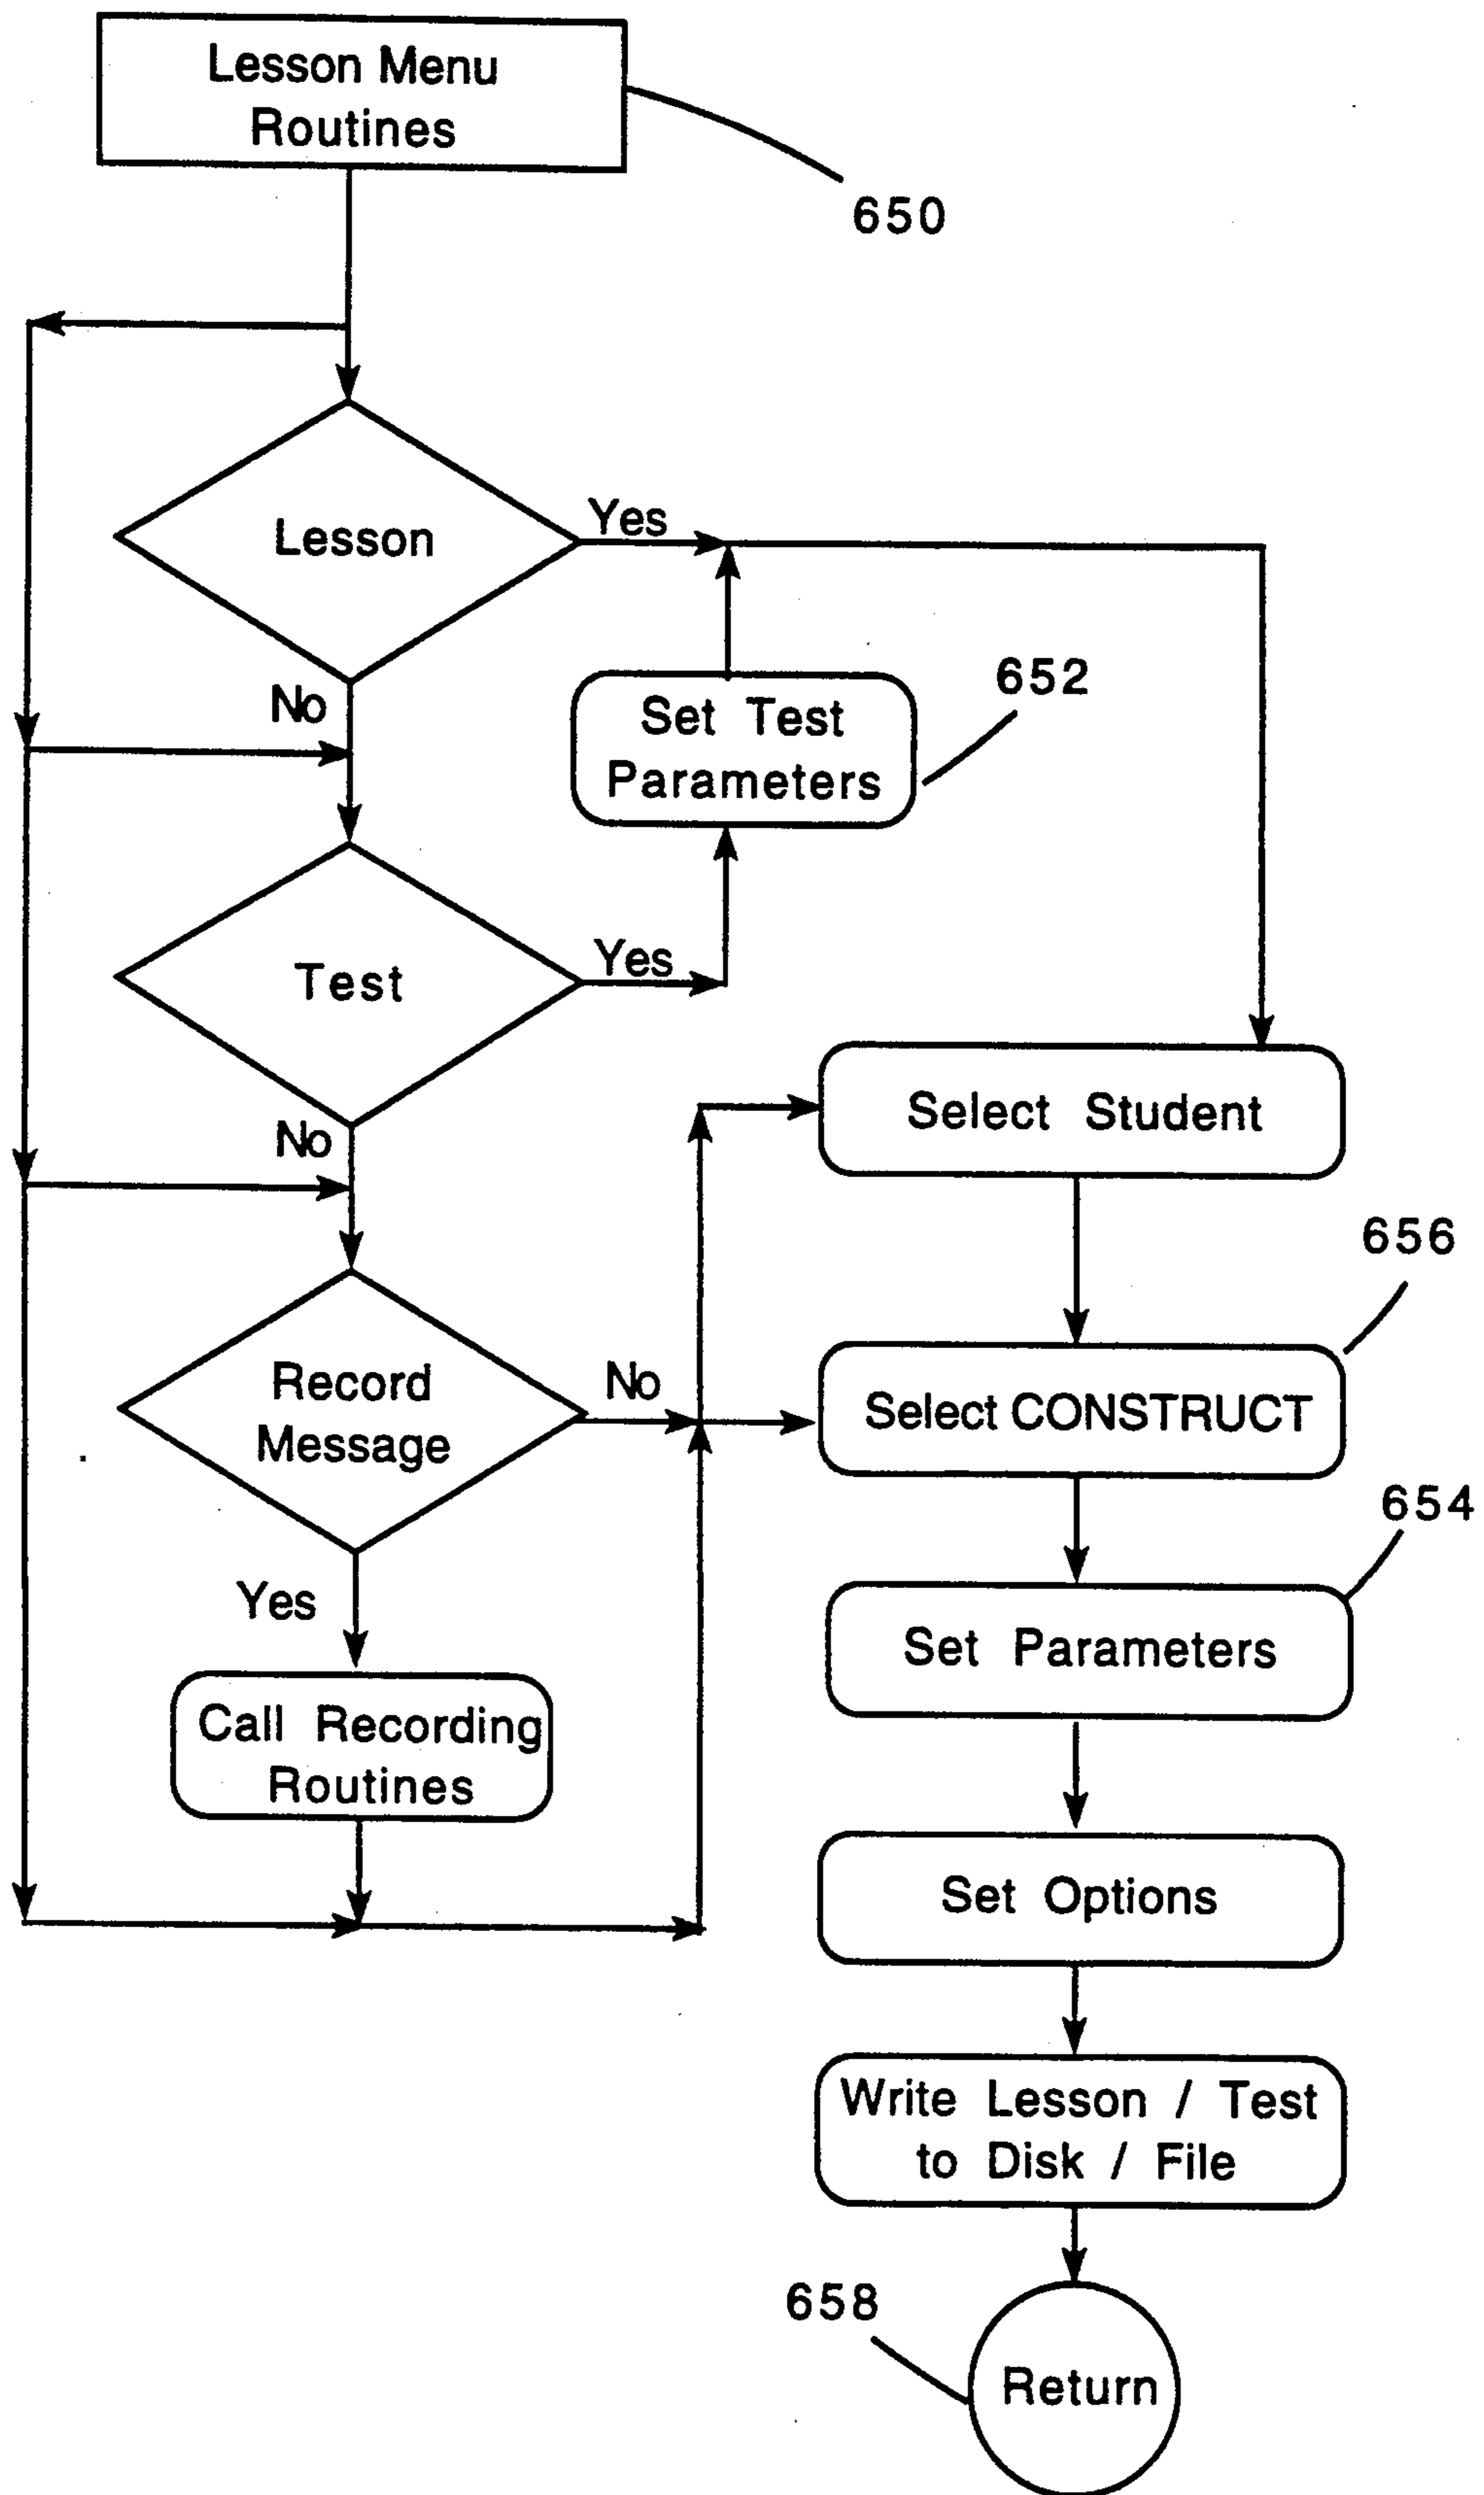 Lesson Menu
Routines
650
Lesson
Yes
No
652
Set Test
Parameters
Test
Yes
No
Select Student
656
Record
Message
No
Select CONSTRUCT
654
Yes
Set Parameters
Call Recording
Routines
Set Options
Write Lesson / Test
to Disk / File
658
Return